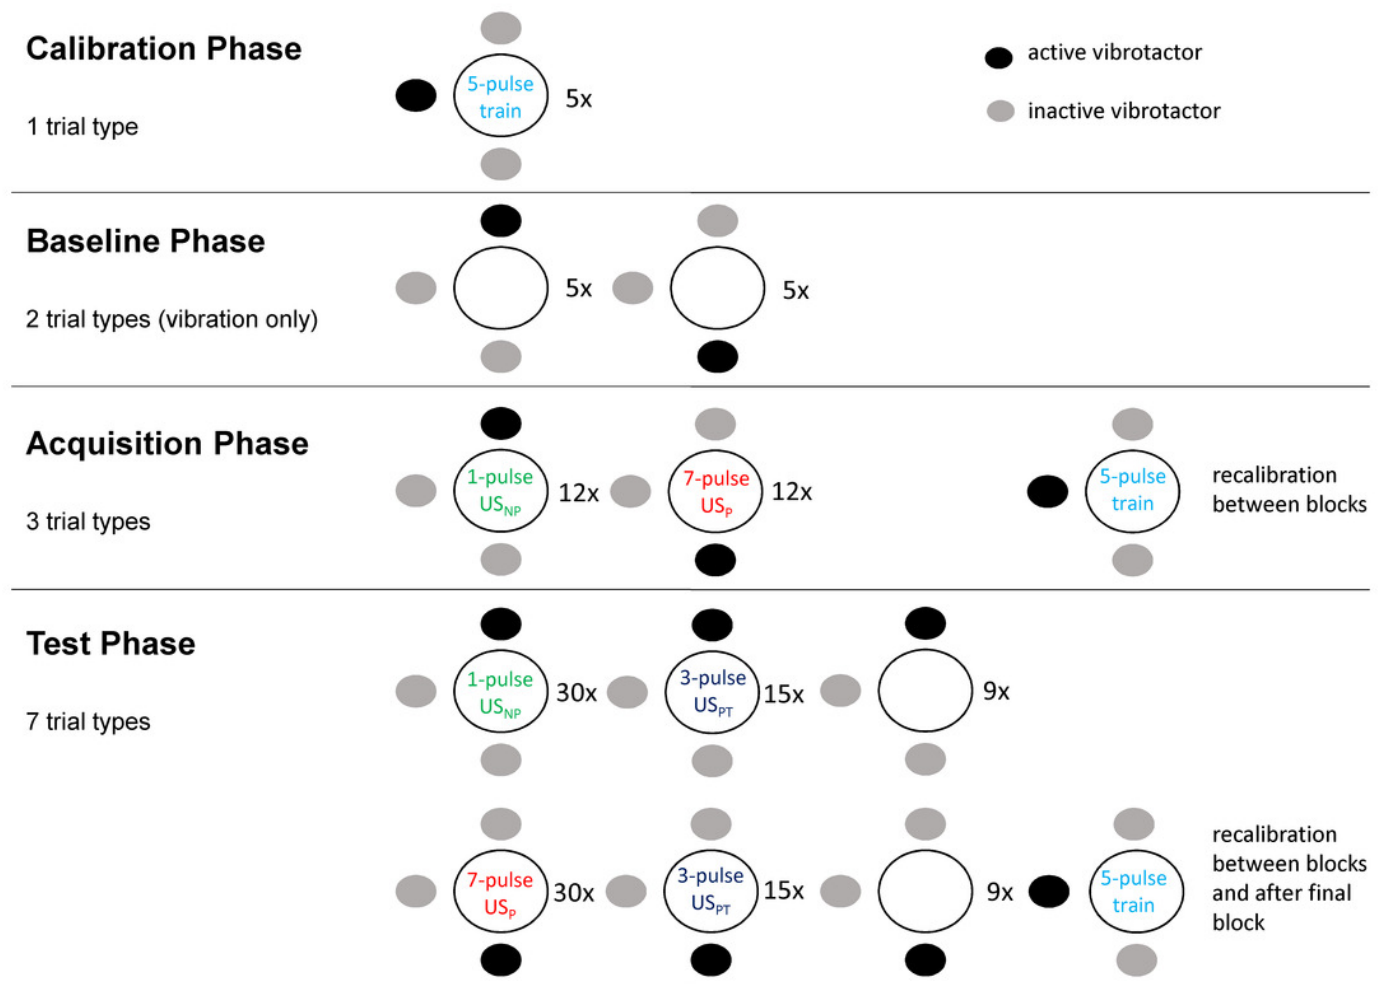 Calibration Phase
1 trial type
5-pulse
train
5x
active vibrotactor
inactive vibrotactor
Baseline Phase
2 trial types (vibration only)
5x
5x
Acquisition Phase
3 trial types
1-pulse
USNP
12x
7-pulse
USP
12x
5-pulse
train
recalibration
between blocks
Test Phase
7 trial types
1-pulse
USNP
30x
3-pulse
USPT
15x
9x
7-pulse
USP
30x
3-pulse
USPT
15x
9x
5-pulse
train
recalibration
between blocks
and after final
block